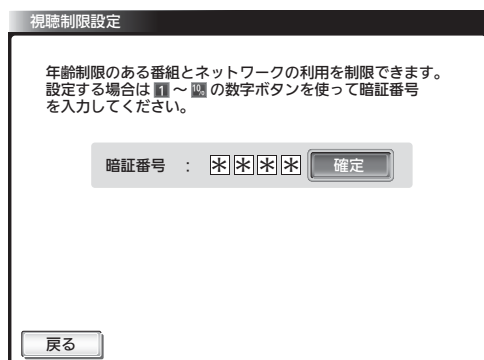 視聴制限設定
年齢制限のある番組とネットワークの利用を制限できます。
設定する場合は 1 ～ 10 の数字ボタンを使って暗証番号
を入力してください。
暗証番号 : ＊＊＊＊ 確定
戻る